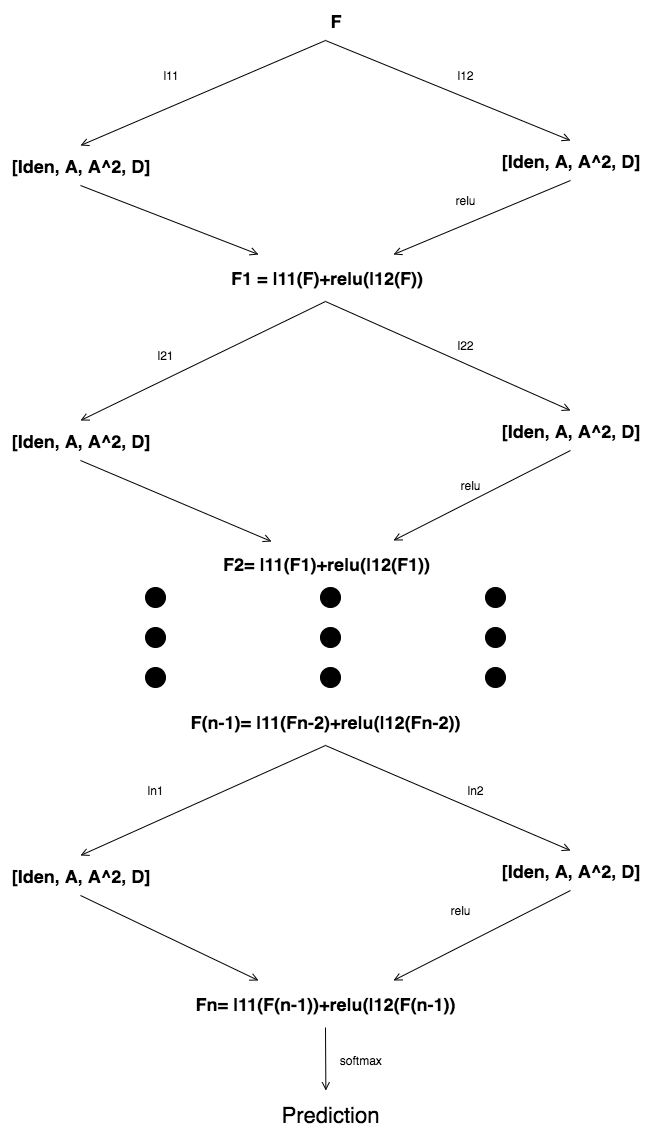 F
l11
l12
[Iden, A, A^2, D]
[Iden, A, A^2, D]
relu
F1 = l11(F)+relu(l12(F))
l21
l22
[Iden, A, A^2, D]
[Iden, A, A^2, D]
relu
F2= l11(F1)+relu(l12(F1))
F(n-1)= l11(Fn-2)+relu(l12(Fn-2))
ln1
ln2
[Iden, A, A^2, D]
[Iden, A, A^2, D]
relu
Fn= l11(F(n-1))+relu(l12(F(n-1))
softmax
Prediction